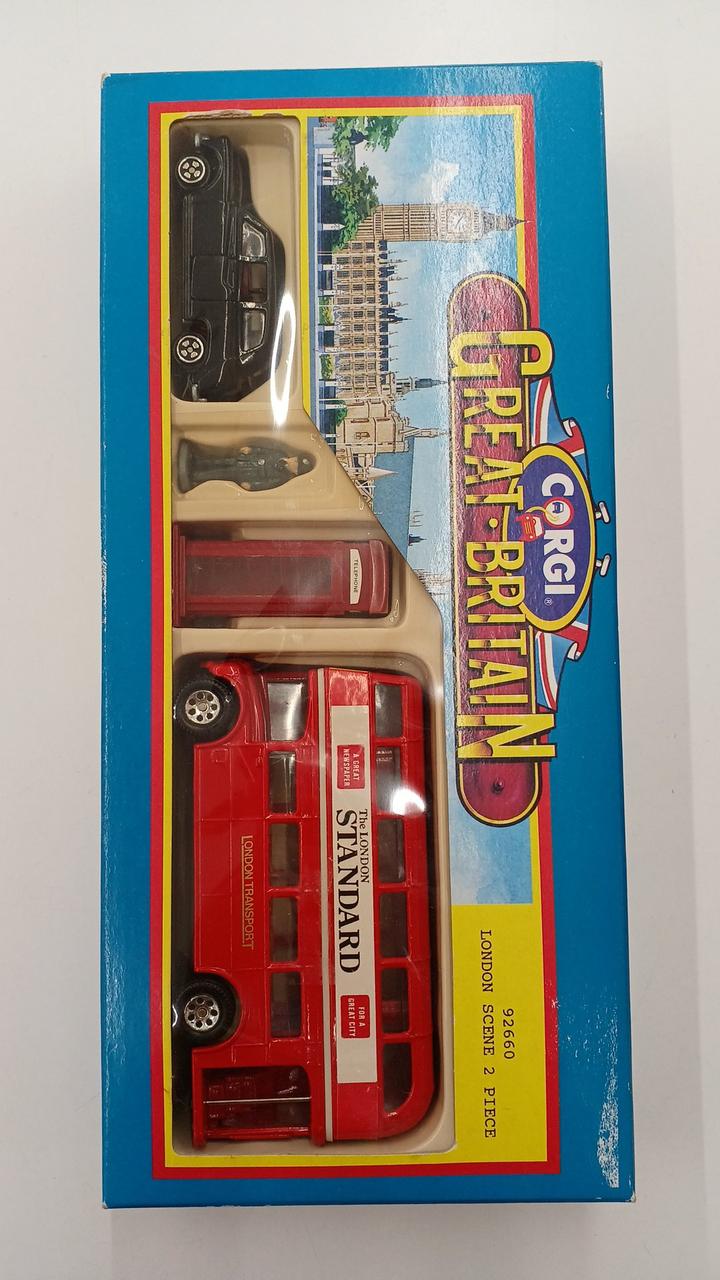 CORGI®
GREAT·BRITAIN
92660
LONDON SCENE 2 PIECE
TELEPHONE
A GREAT
NEWSPAPER
The LONDON
STANDARD
FOR A
GREAT CITY
LONDON TRANSPORT